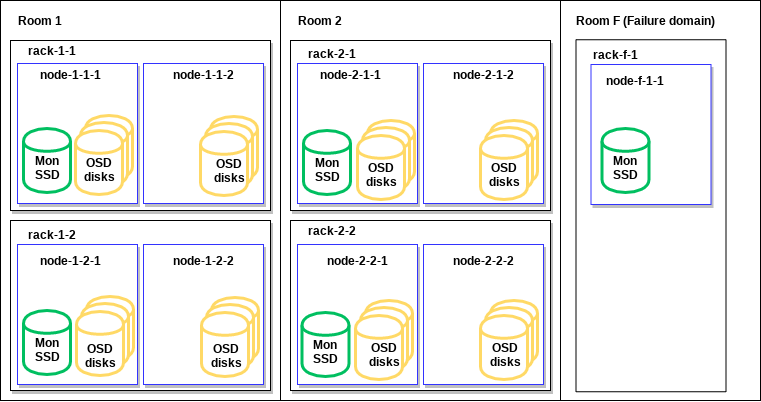 Room 1
rack-1-1
node-1-1-1
node-1-1-2
Mon
SSD
OSD
disks
OSD
disks
rack-1-2
node-1-2-1
node-1-2-2
Mon
SSD
OSD
disks
OSD
disks
Room 2
rack-2-1
node-2-1-1
node-2-1-2
Mon
SSD
OSD
disks
OSD
disks
rack-2-2
node-2-2-1
node-2-2-2
Mon
SSD
OSD
disks
OSD
disks
Room F (Failure domain)
rack-f-1
node-f-1-1
Mon
SSD